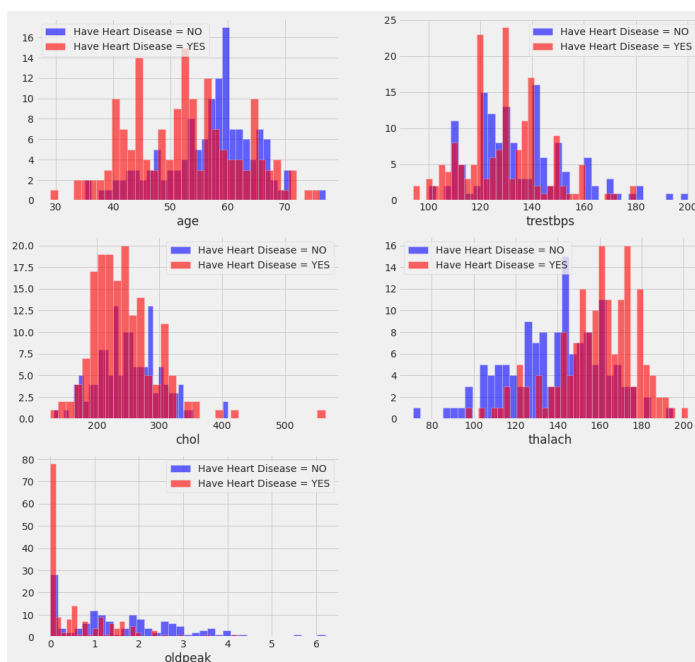 Have Heart Disease = NO
Have Heart Disease = YES
16
14
12
10
8
6
4
2
0
30 40 50 60 70
age
Have Heart Disease = NO
Have Heart Disease = YES
25
20
15
10
5
0
100 120 140 160 180 200
trestbps
Have Heart Disease = NO
Have Heart Disease = YES
20.0
17.5
15.0
12.5
10.0
7.5
5.0
2.5
0.0
200 300 400 500
chol
Have Heart Disease = NO
Have Heart Disease = YES
16
14
12
10
8
6
4
2
0
80 100 120 140 160 180 200
thalach
Have Heart Disease = NO
Have Heart Disease = YES
80
70
60
50
40
30
20
10
0
0 1 2 3 4 5 6
oldpeak